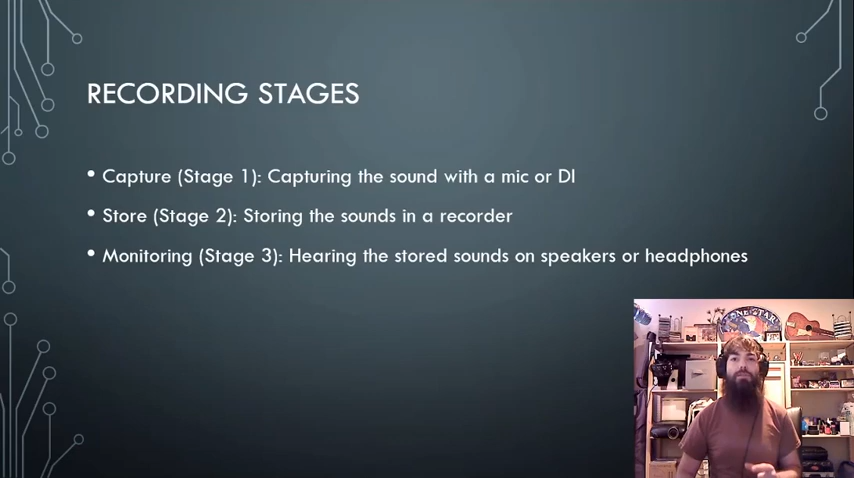 RECORDING STAGES
• Capture (Stage 1): Capturing the sound with a mic or DI
• Store (Stage 2): Storing the sounds in a recorder
• Monitoring (Stage 3): Hearing the stored sounds on speakers or headphones